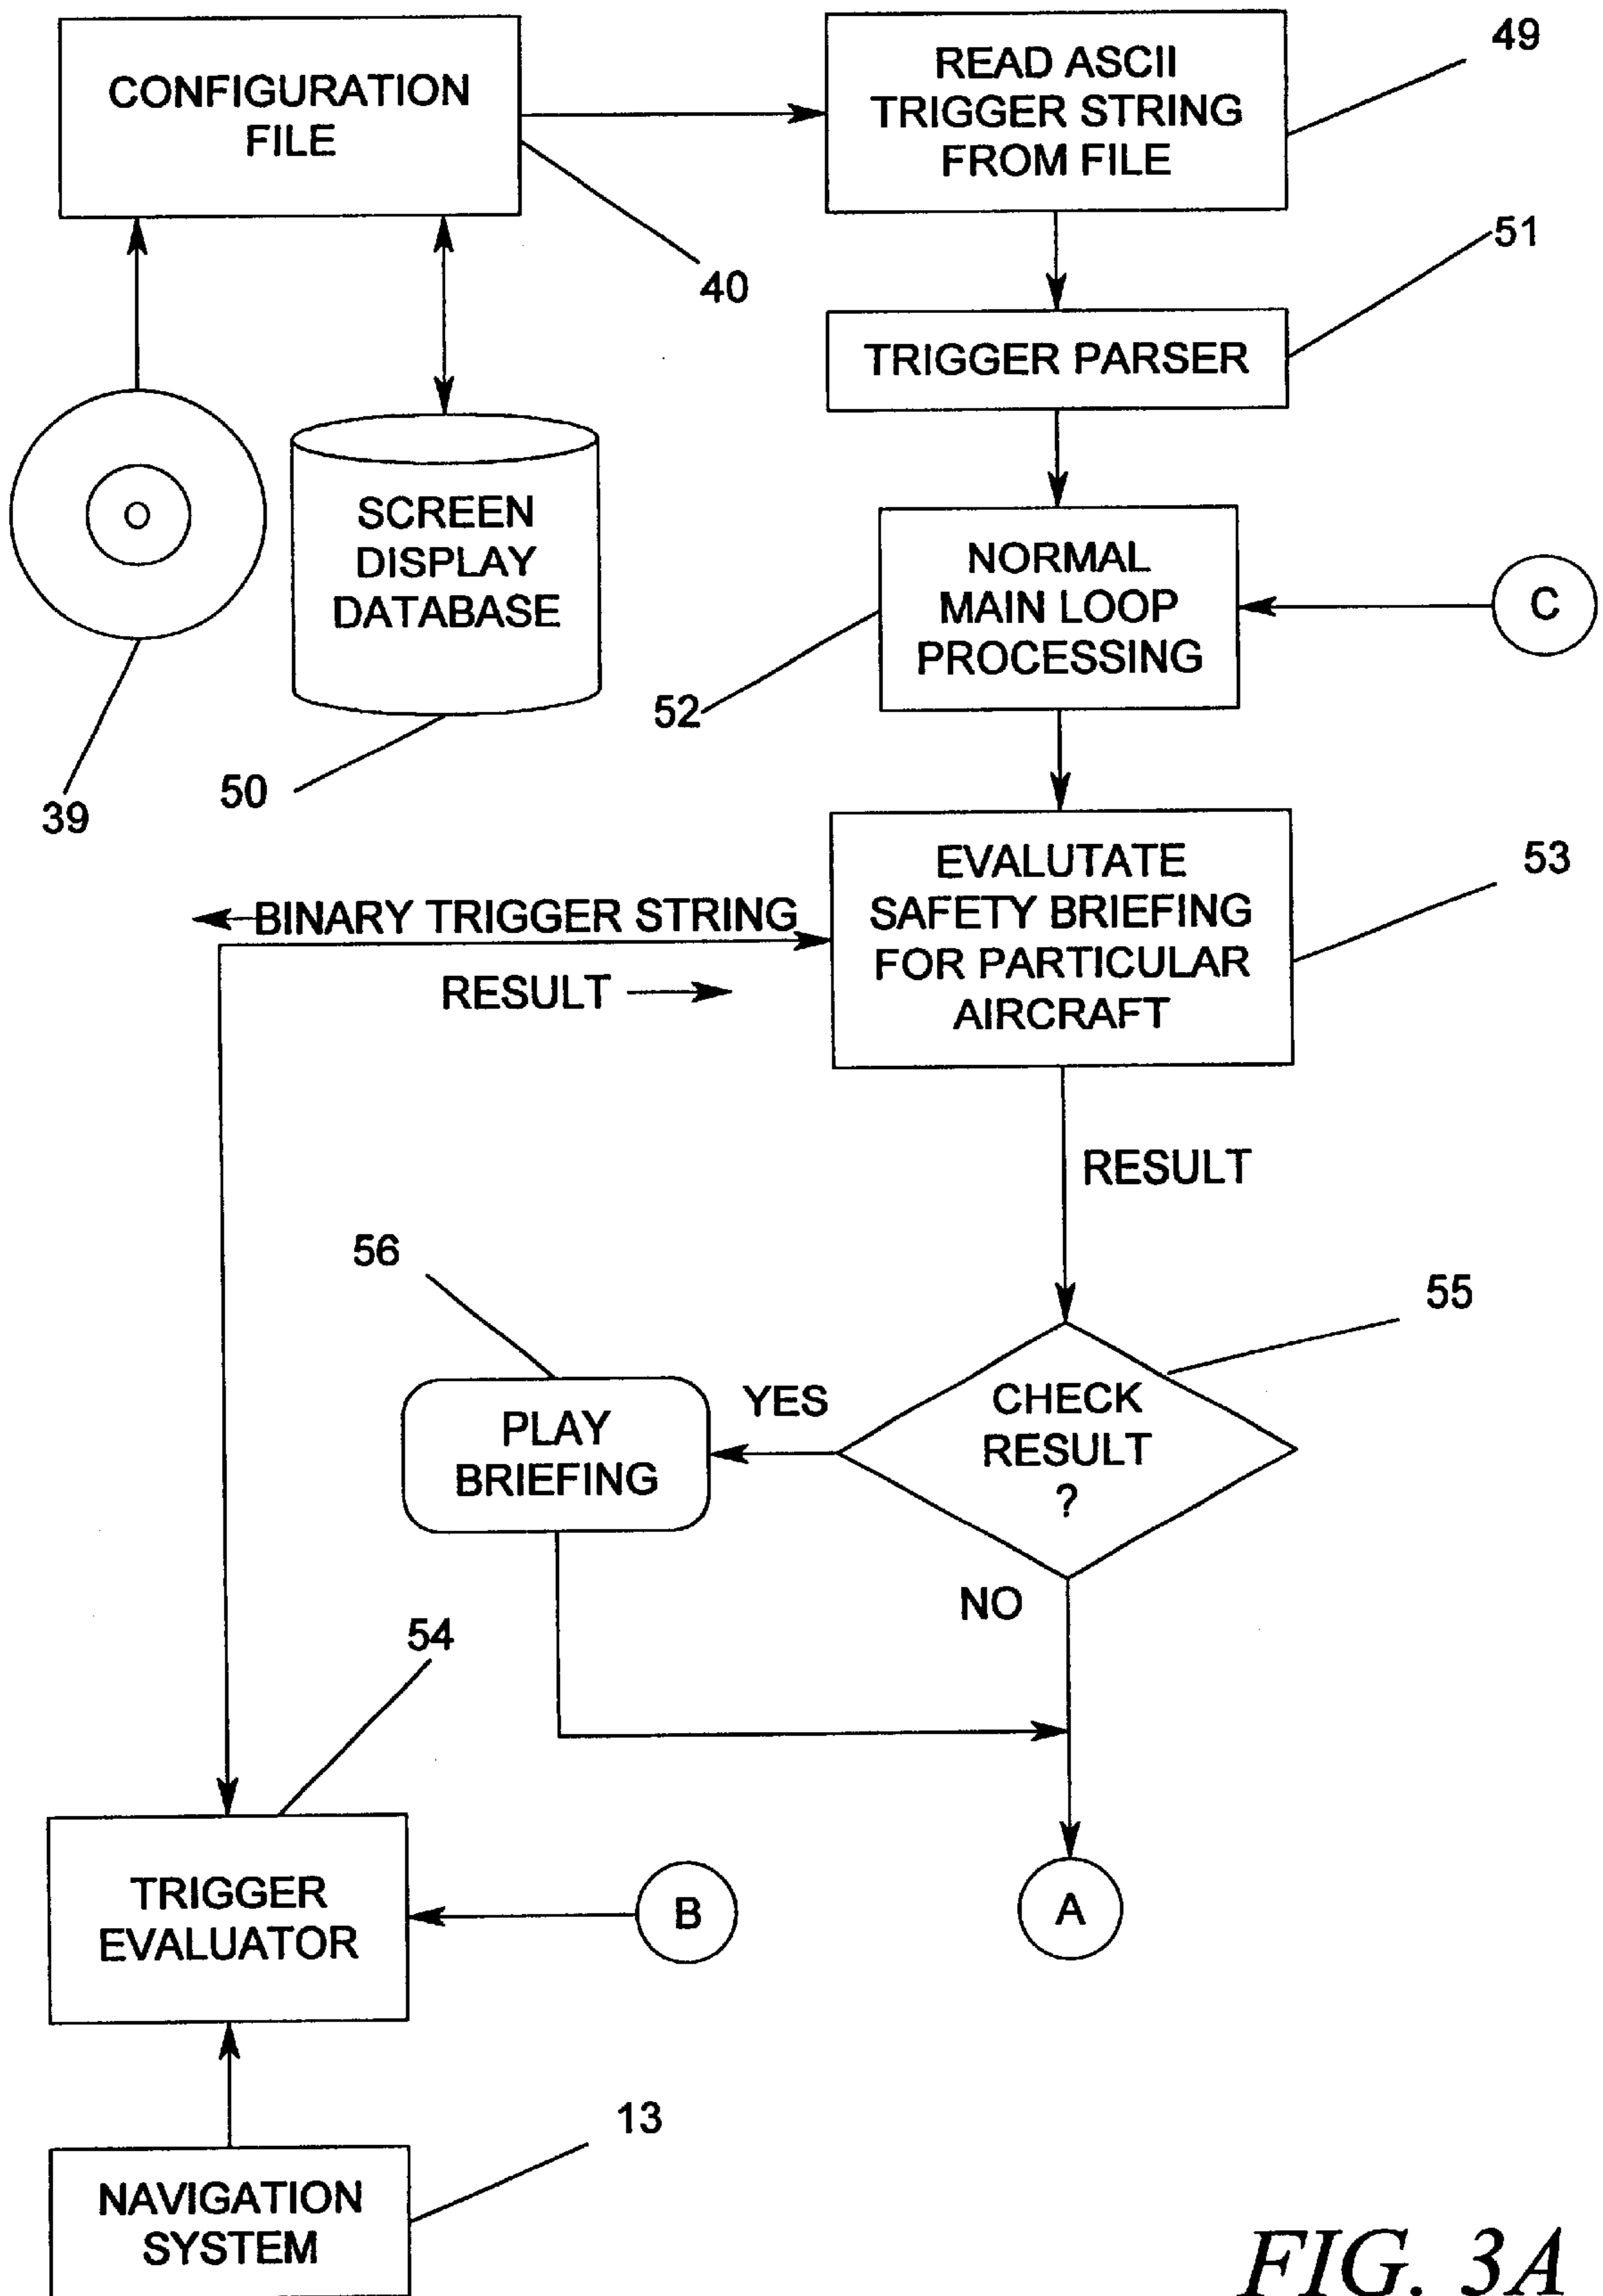 CONFIGURATION
FILE
40
READ ASCII
TRIGGER STRING
FROM FILE
49
TRIGGER PARSER
51
39
SCREEN
DISPLAY
DATABASE
50
NORMAL
MAIN LOOP
PROCESSING
52
C
EVALUTATE
SAFETY BRIEFING
FOR PARTICULAR
AIRCRAFT
53
BINARY TRIGGER STRING
RESULT
RESULT
56
55
PLAY
BRIEFING
YES
CHECK
RESULT
?
NO
54
TRIGGER
EVALUATOR
B
A
13
NAVIGATION
SYSTEM
FIG. 3A